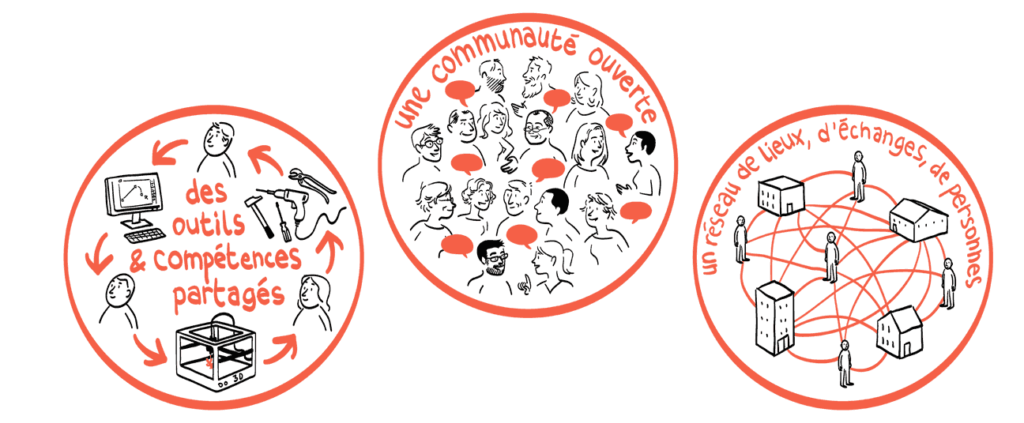 des
outils
& compétences
partagés
3D
une communauté ouverte
un réseau de lieux, d'échanges, de personnes